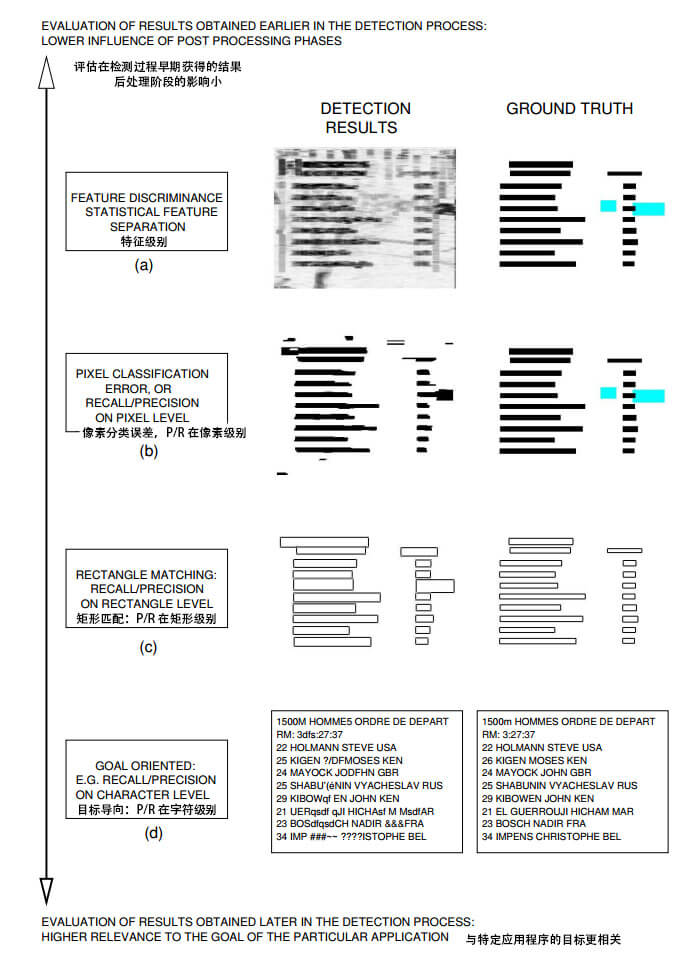 EVALUATION OF RESULTS OBTAINED EARLIER IN THE DETECTION PROCESS:
LOWER INFLUENCE OF POST PROCESSING PHASES
评估在检测过程早期获得的结果
后处理阶段的影响小
DETECTION
RESULTS
GROUND TRUTH
FEATURE DISCRIMINANCE
STATISTICAL FEATURE
SEPARATION
特征级别
(a)
PIXEL CLASSIFICATION
ERROR, OR
RECALL/PRECISION
ON PIXEL LEVEL
像素分类误差，P/R 在像素级别
(b)
RECTANGLE MATCHING:
RECALL/PRECISION
ON RECTANGLE LEVEL
矩形匹配：P/R 在矩形级别
(c)
GOAL ORIENTED:
E.G. RECALL/PRECISION
ON CHARACTER LEVEL
目标导向：P/R 在字符级别
(d)
1500M HOMME5 ORDRE DE DEPART
RM: 3dfs:27:37
22 HOLMANN STEVE USA
25 KIGEN ?/DFMOSES KEN
24 MAYOCK JODFHN GBR
25 SHABU'(éNIN VYACHESLAV RUS
29 KIBOWqf EN JOHN KEN
21 UERqsdf qJI HICHAsf M MsdfAR
23 BOSdfqsdCH NADIR &&&FRA
34 IMP ###~~ ????ISTOPHE BEL
1500m HOMMES ORDRE DE DEPART
RM: 3:27:37
22 HOLMANN STEVE USA
26 KIGEN MOSES KEN
24 MAYOCK JOHN GBR
25 SHABUNIN VYACHESLAV RUS
29 KIBOWEN JOHN KEN
21 EL GUERROUJI HICHAM MAR
23 BOSCH NADIR FRA
34 IMPENS CHRISTOPHE BEL
EVALUATION OF RESULTS OBTAINED LATER IN THE DETECTION PROCESS:
HIGHER RELEVANCE TO THE GOAL OF THE PARTICULAR APPLICATION 与特定应用程序的目标更相关